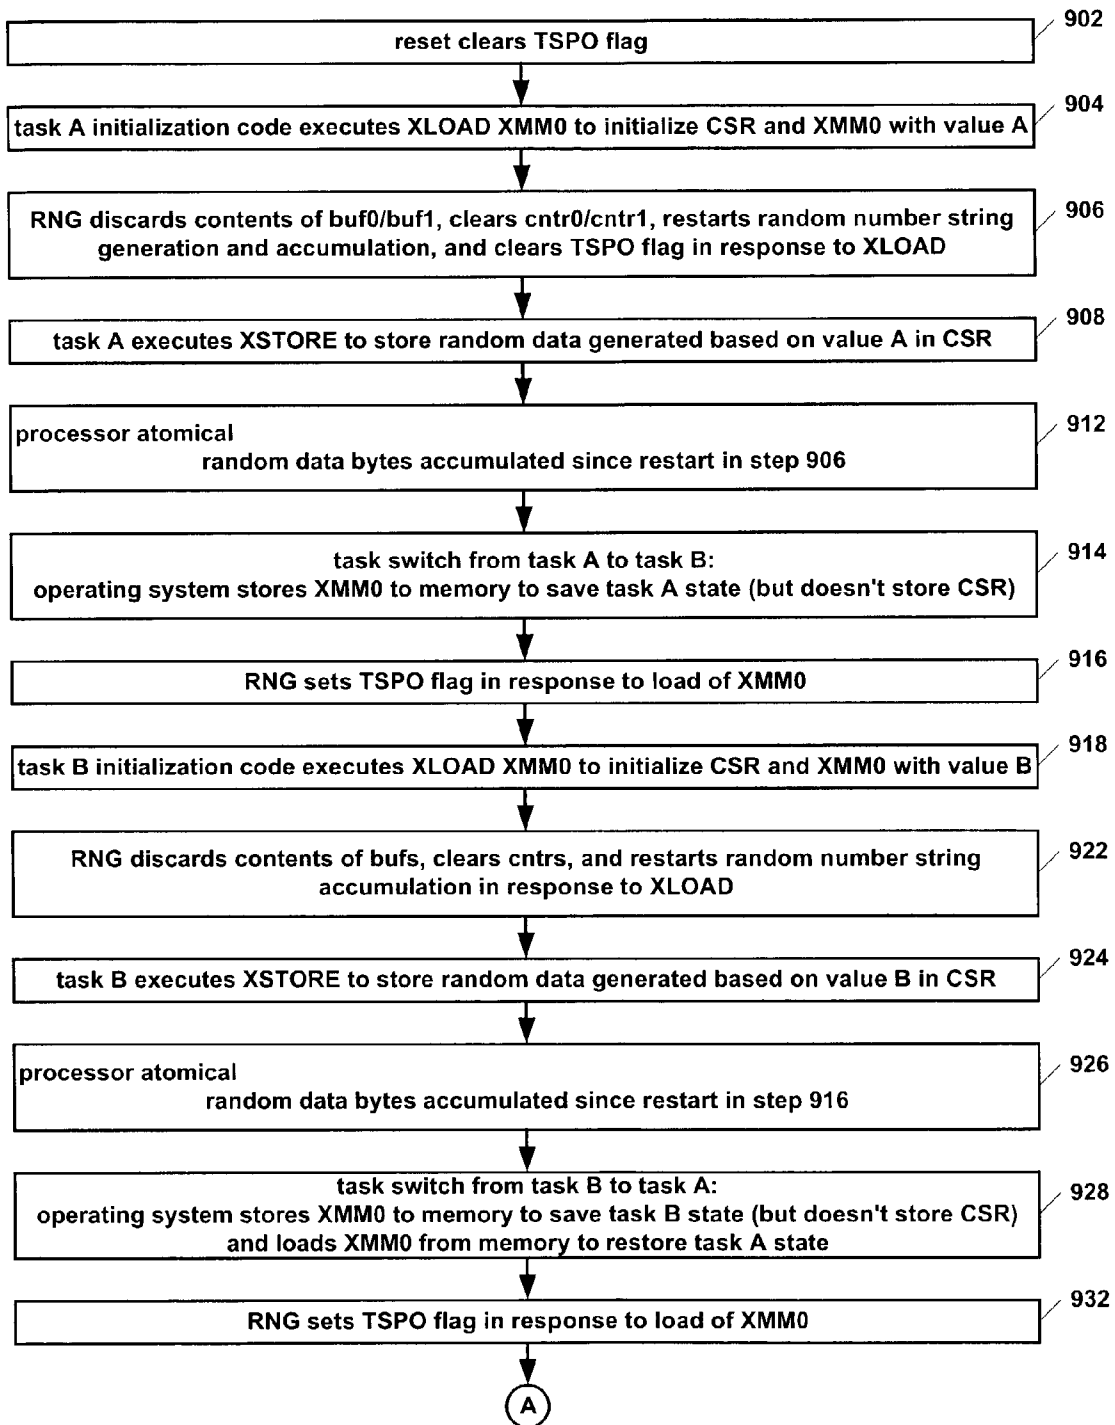 902
reset clears TSPO flag
904
task A initialization code executes XLOAD XMM0 to initialize CSR and XMM0 with value A
906
RNG discards contents of buf0/buf1, clears cntr0/cntr1, restarts random number string
generation and accumulation, and clears TSPO flag in response to XLOAD
908
task A executes XSTORE to store random data generated based on value A in CSR
912
processor atomical
random data bytes accumulated since restart in step 906
914
task switch from task A to task B:
operating system stores XMM0 to memory to save task A state (but doesn't store CSR)
916
RNG sets TSPO flag in response to load of XMM0
918
task B initialization code executes XLOAD XMM0 to initialize CSR and XMM0 with value B
922
RNG discards contents of bufs, clears cntrs, and restarts random number string
accumulation in response to XLOAD
924
task B executes XSTORE to store random data generated based on value B in CSR
926
processor atomical
random data bytes accumulated since restart in step 916
928
task switch from task B to task A:
operating system stores XMM0 to memory to save task B state (but doesn't store CSR)
and loads XMM0 from memory to restore task A state
932
RNG sets TSPO flag in response to load of XMM0
A